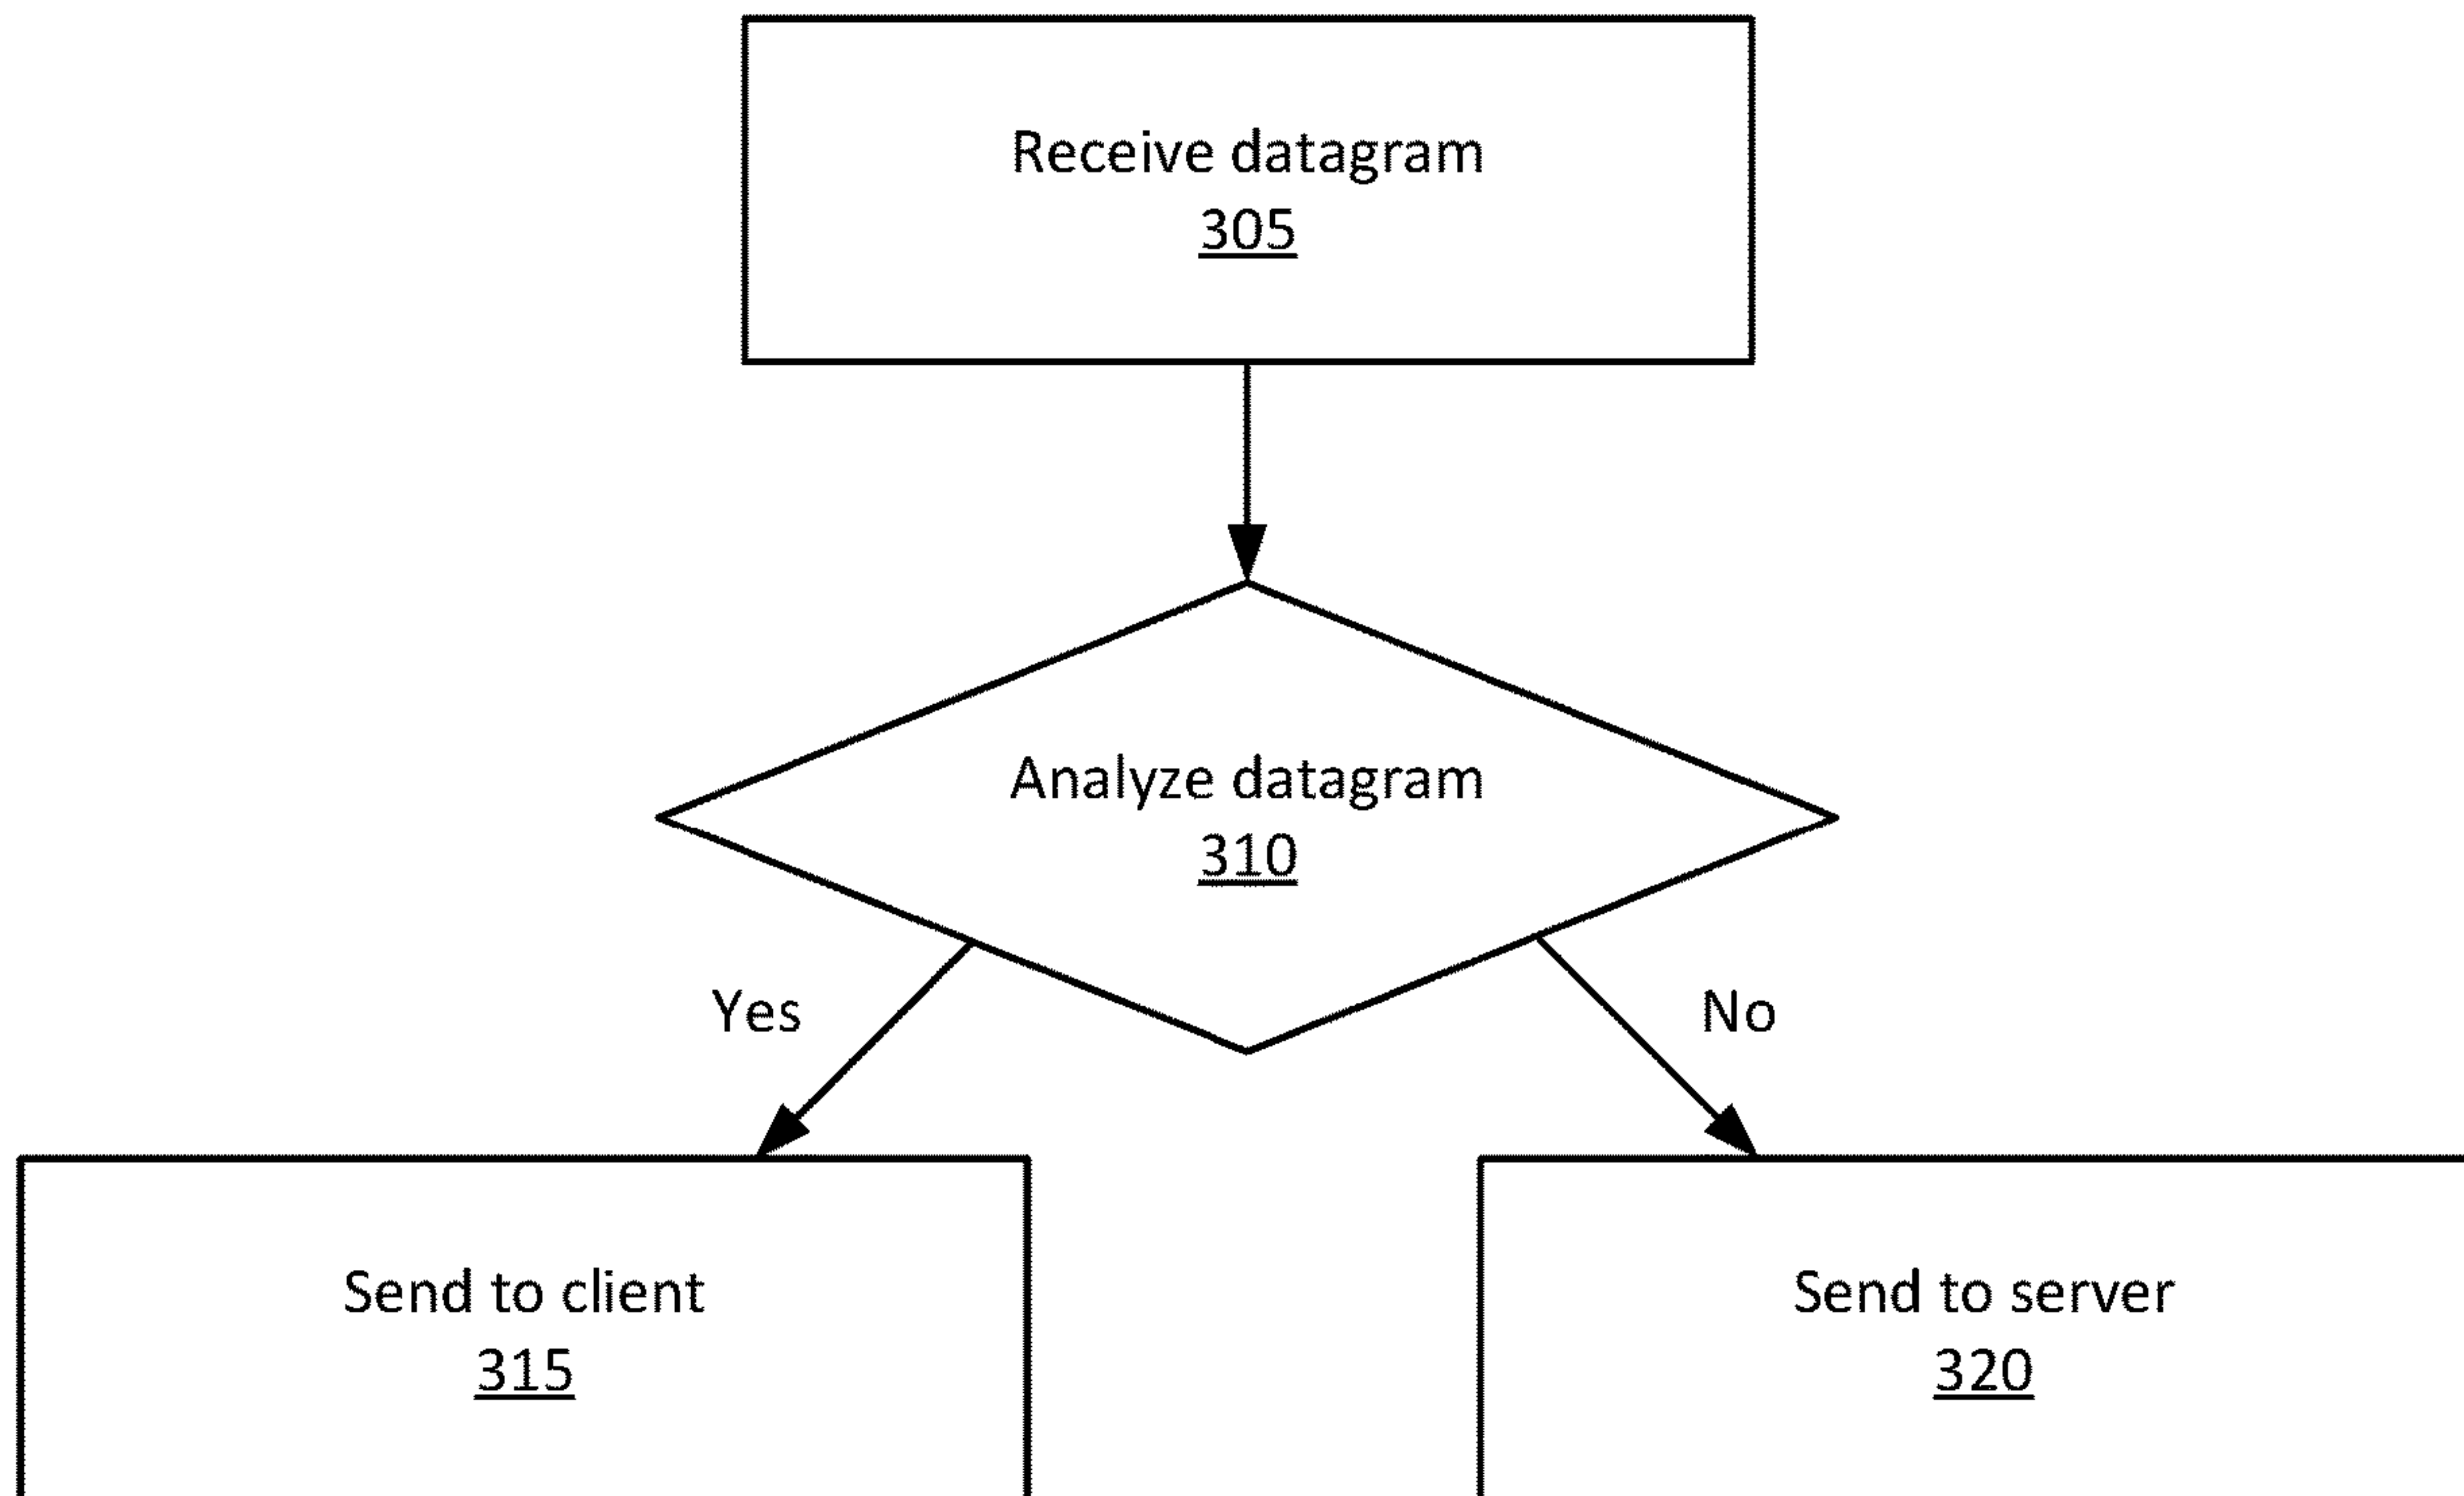 Receive datagram
305
Analyze datagram
310
Yes
No
Send to client
315
Send to server
320